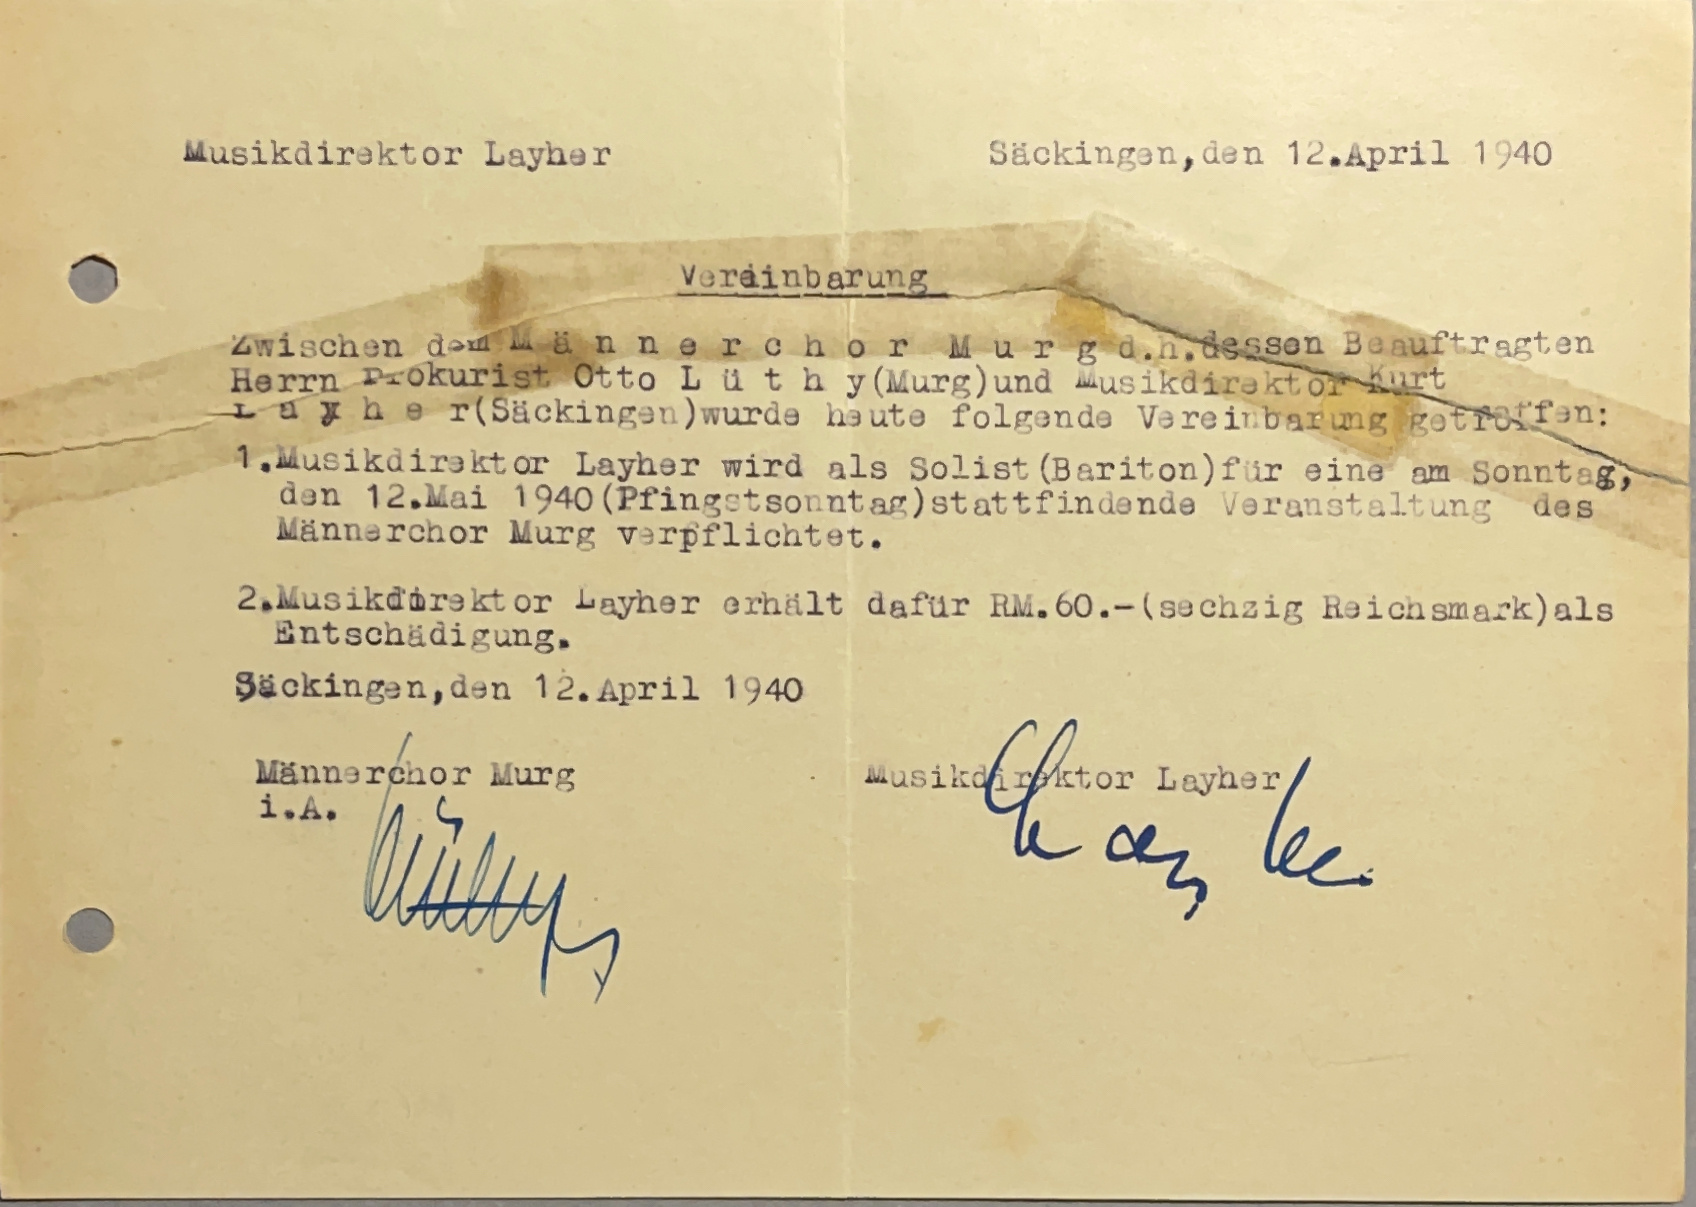 Musikdirektor Layher
Säckingen,den 12.April 1940
Vereinbarung
Zwischen dem M ä n n e r c h o r M u r g d.h.dessen Beauftragten
Herrn Prokurist Otto L ü t h y(Murg)und Musikdirektor Kurt
L a y h e r(Säckingen)wurde heute folgende Vereinbarung getroffen:
1.Musikdirektor Layher wird als Solist(Bariton)für eine am Sonntag,
den 12.Mai 1940(Pfingstsonntag)stattfindende Veranstaltung des
Männerchor Murg verpflichtet.
2.Musikdirektor Layher erhält dafür RM.60.-(sechzig Reichsmark)als
Entschädigung.
Säckingen,den 12.April 1940
Männerchor Murg
i.A.
Musikdirektor Layher